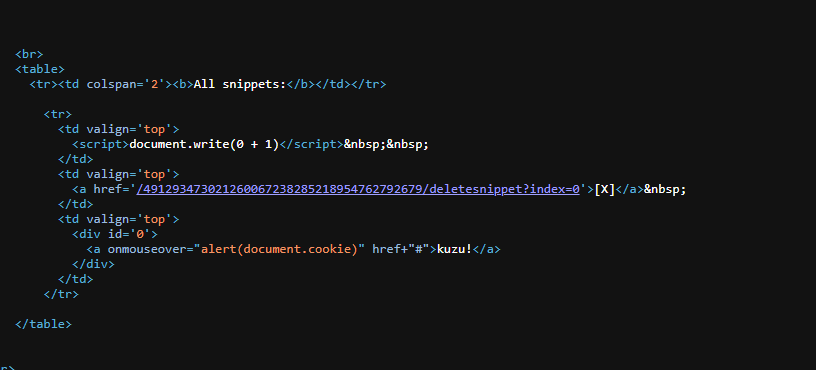 <br>
<table>
<tr><td colspan='2'><b>All snippets:</b></td></tr>
<tr>
<td valign='top'>
<script>document.write(0 + 1)</script>&nbsp;&nbsp;
</td>
<td valign='top'>
<a href='/491293473021260067238285218954762792679/deletesnippet?index=0'>[X]</a>&nbsp;
</td>
<td valign='top'>
<div id='0'>
<a onmouseover="alert(document.cookie)" href+"#">kuzu!</a>
</div>
</td>
</tr>
</table>
r>